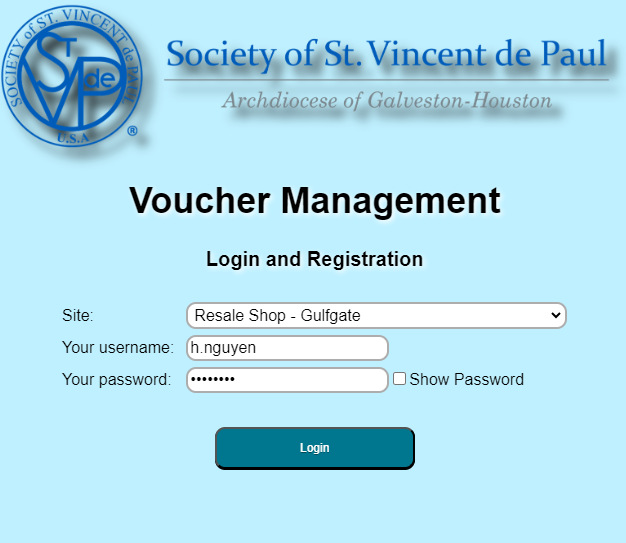 SOCIETY of ST. VINCENT de PAUL
ST
V de P
U.S.A
®
Society of St. Vincent de Paul
Archdiocese of Galveston-Houston
Voucher Management
Login and Registration
Site: Resale Shop - Gulfgate
Your username: h.nguyen
Your password: •••••••• Show Password
Login